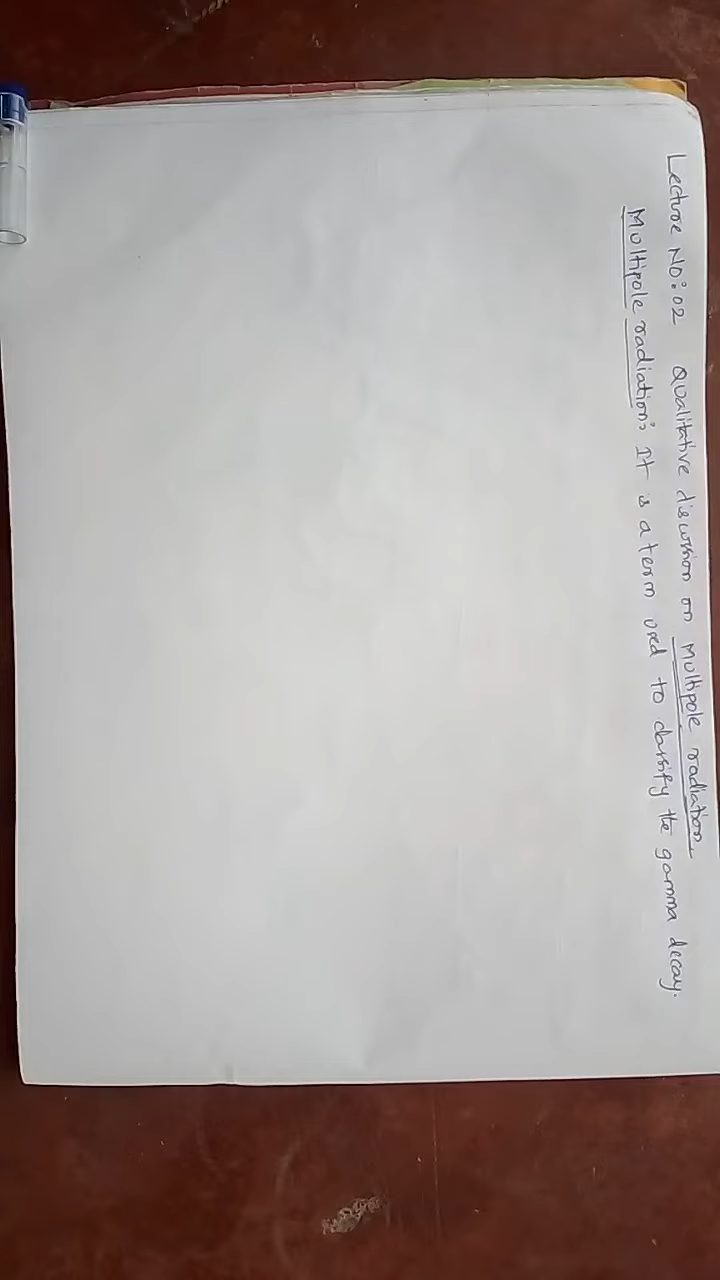 Lecture NO:02 Qualitative discussion on Multipole radiation
Multipole radiation: It is a term used to classify the gamma decay.